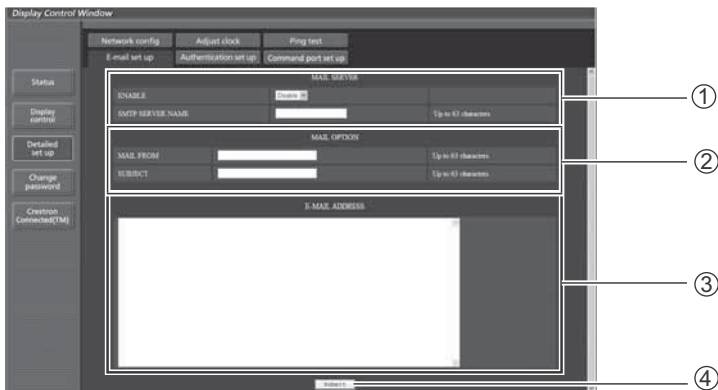 Display Control Window
Network config Adjust clock Ping test
E-mail set up Authentication set up Command port set up
Status
Display control
Detailed set up
Change password
Crestron Connected(TM)
MAIL SERVER
ENABLE Disable
SMTP SERVER NAME Up to 63 characters
①
MAIL OPTION
MAIL FROM Up to 63 characters
SUBJECT Up to 63 characters
②
E-MAIL ADDRESS
③
Submit
④